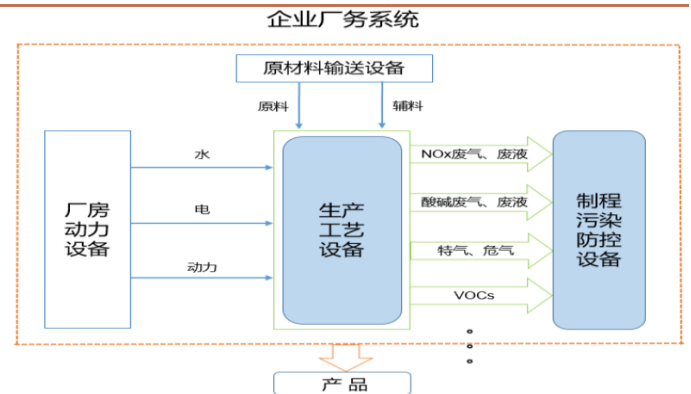 企业厂务系统
原材料输送设备
原料
辅料
厂房
动力
设备
水
电
动力
生产
工艺
设备
NOx废气、废液
酸碱废气、废液
特气、危气
VOCs
制程
污染
防控
设备
产 品